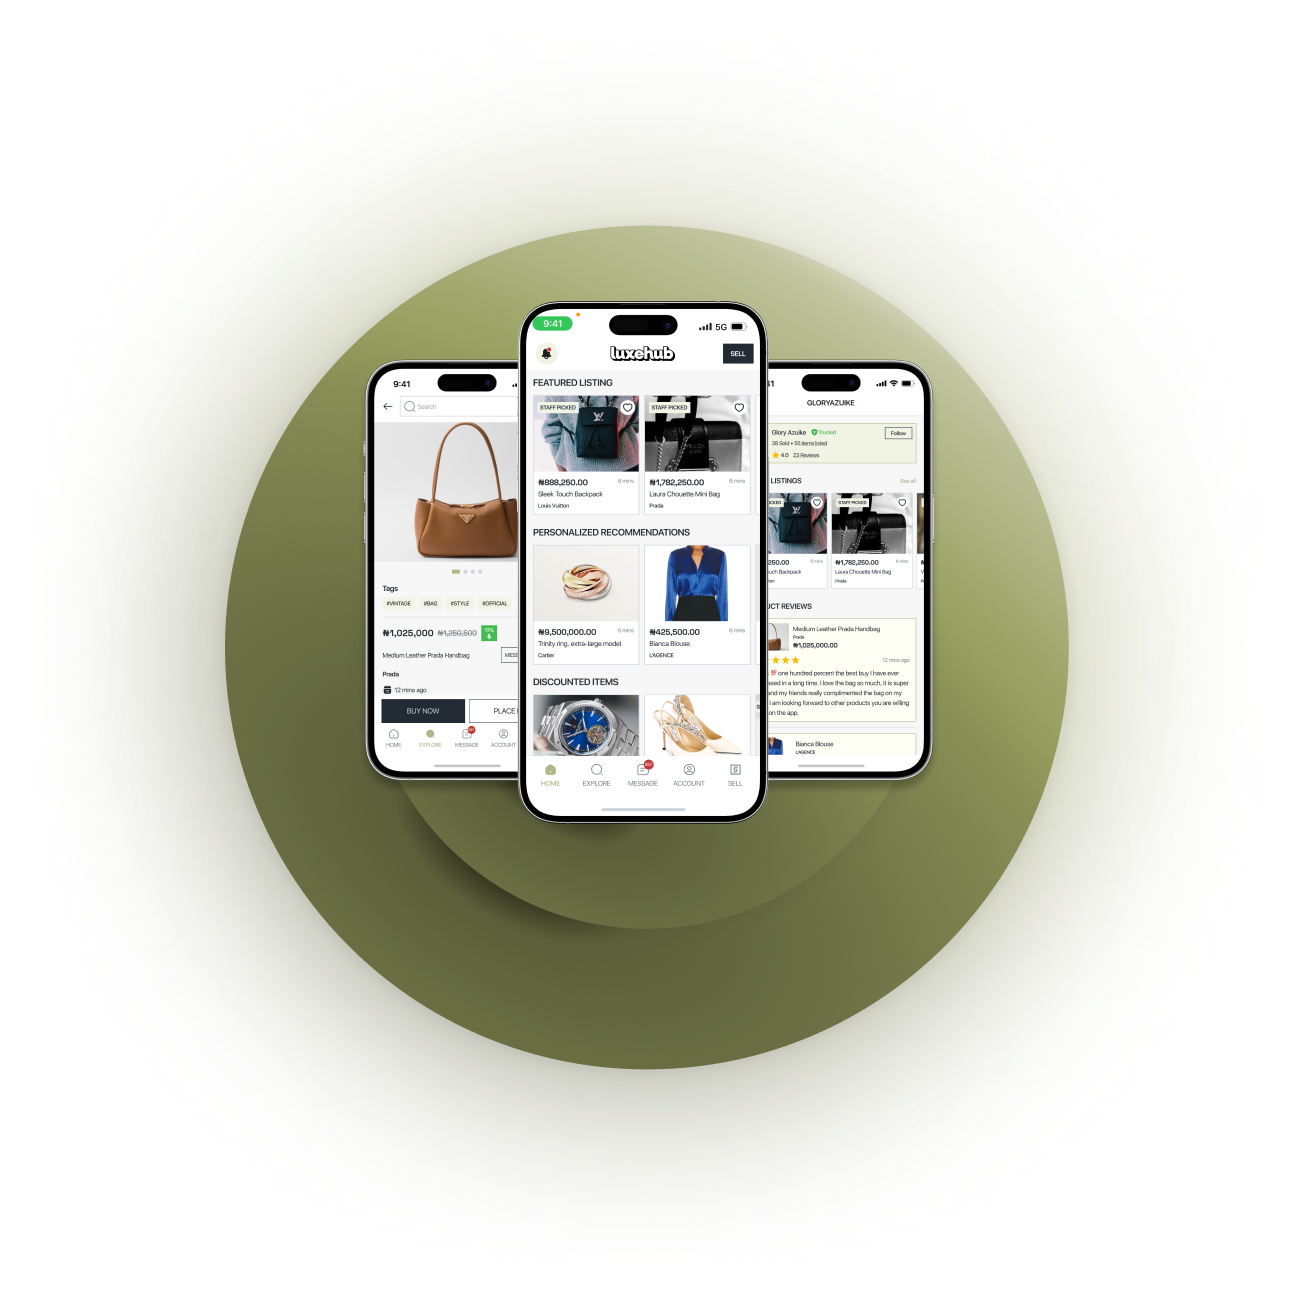 9:41
Search
PRADA
Tags
#VINTAGE #BAG #STYLE #OFFICIAL
₦1,025,000 ₦1,250,500 17%
Medium Leather Prada Handbag
MESS
Prada
12 mins ago
BUY NOW
PLACE
HOME EXPLORE MESSAGE ACCOUNT
9:41
5G
luxehub
SELL
FEATURED LISTING
STAFF PICKED
₦888,250.00 6 mins
Sleek Touch Backpack
Louis Vuitton
STAFF PICKED
₦1,782,250.00 6 mins
Laura Chouette Mini Bag
Prada
PERSONALIZED RECOMMENDATIONS
₦9,500,000.00 6 mins
Trinity ring, extra-large model
Cartier
₦425,500.00 6 mins
Bianca Blouse
L'AGENCE
DISCOUNTED ITEMS
HOME EXPLORE MESSAGE ACCOUNT SELL
41
GLORYAZUIKE
Glory Azuike Trusted
Follow
38 Sold • 55 Items listed
4.0 23 Reviews
LISTINGS
See all
CKED
250.00 6 mins
uch Backpack
STAFF PICKED
₦1,782,250.00 6 mins
Laura Chouette Mini Bag
Prada
UCT REVIEWS
Medium Leather Prada Handbag
Prada
₦1,025,000.00
12 mins ago
💯 one hundred percent the best buy I have ever
sed in a long time. I love the bag so much, it is super
nd my friends really complimented the bag on my
I am looking forward to other products you are willing
on the app.
Bianca Blouse
L'AGENCE